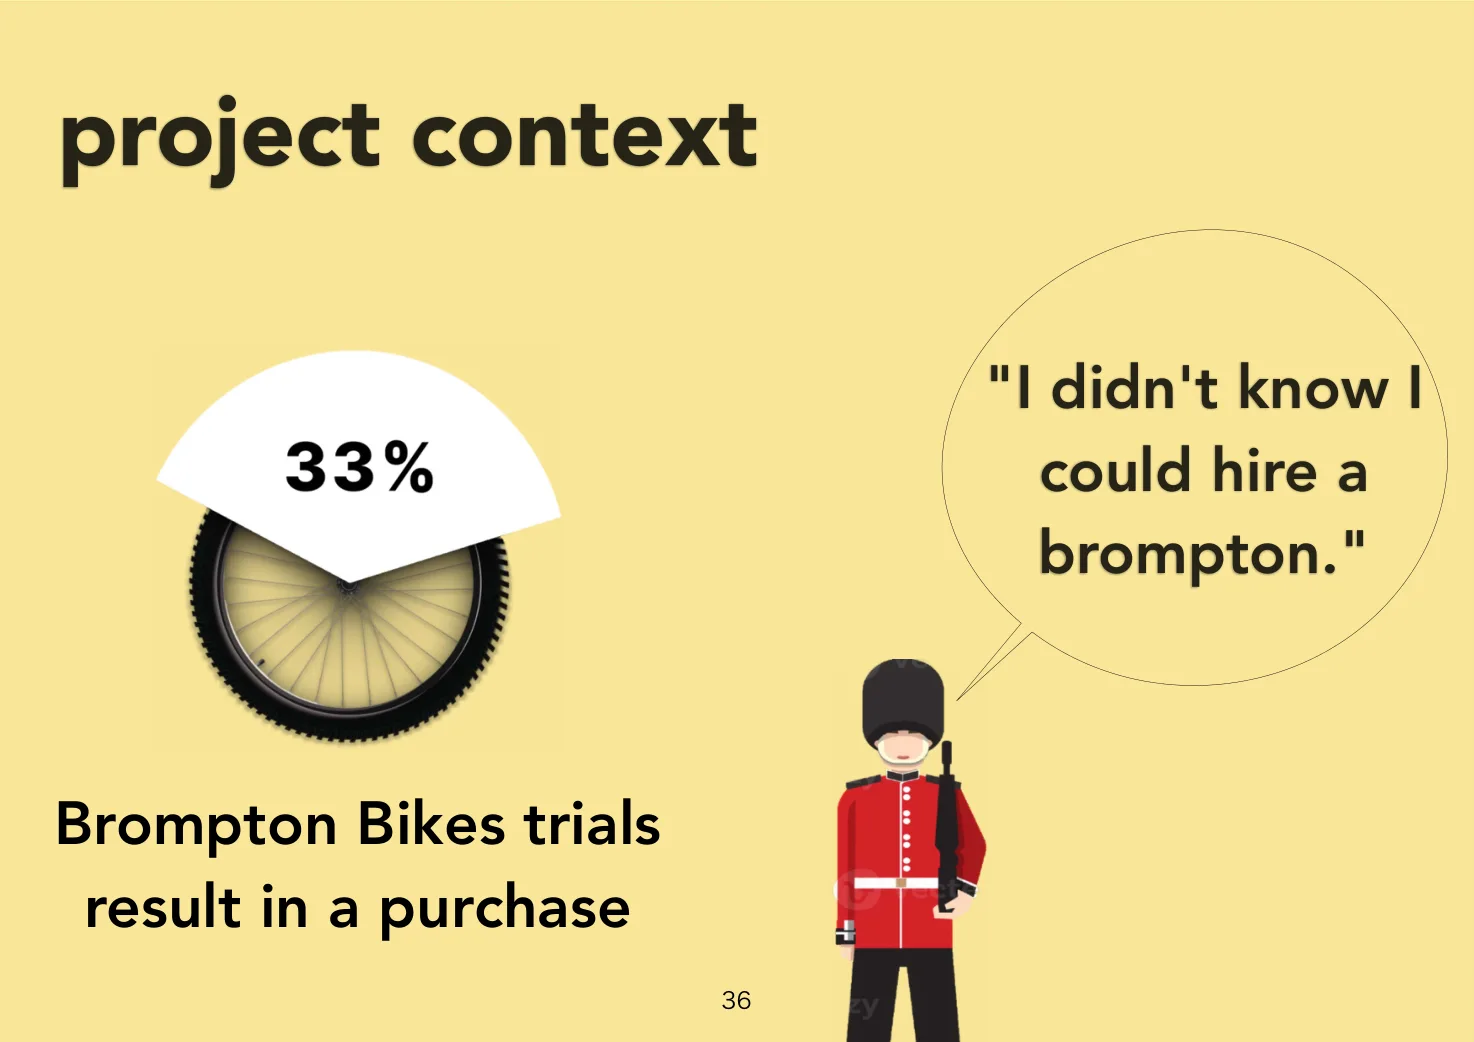 project context
33%
Brompton Bikes trials
result in a purchase
"I didn't know I
could hire a
brompton."
36